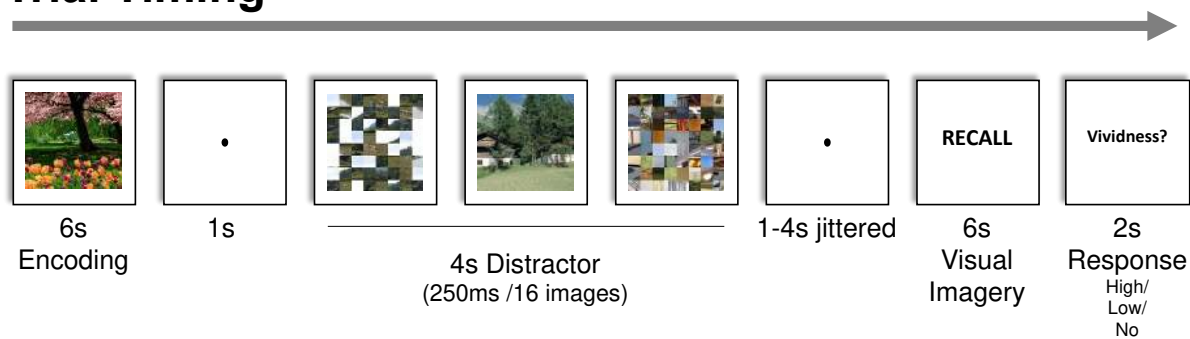 Trial Timing
RECALL
Vividness?
6s
Encoding
1s
4s Distractor
(250ms /16 images)
1-4s jittered
6s
Visual
Imagery
2s
Response
High/
Low/
No